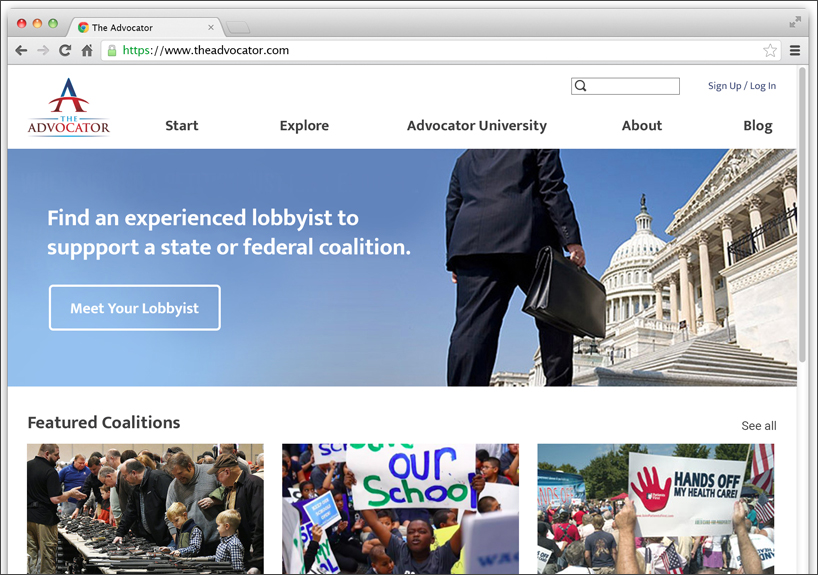 The Advocator
https://www.theadvocator.com
Sign Up / Log In
THE
ADVOCATOR
Start Explore Advocator University About Blog
Find an experienced lobbyist to
suppport a state or federal coalition.
Meet Your Lobbyist
Featured Coalitions
See all
our
School
HANDS OFF
MY HEALTH CARE!
HANDS OFF